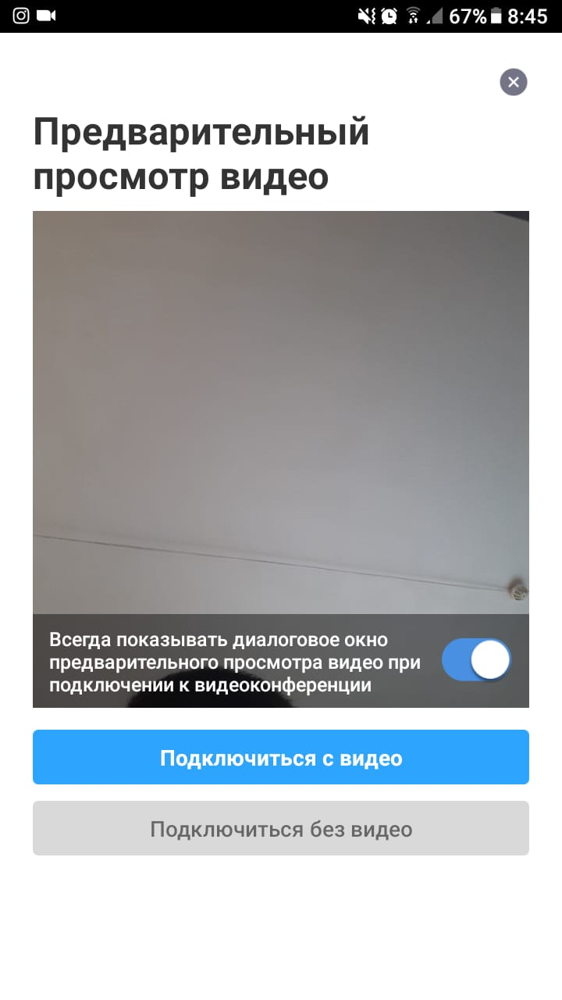 67% 8:45
Предварительный
просмотр видео
Всегда показывать диалоговое окно
предварительного просмотра видео при
подключении к видеоконференции
Подключиться с видео
Подключиться без видео